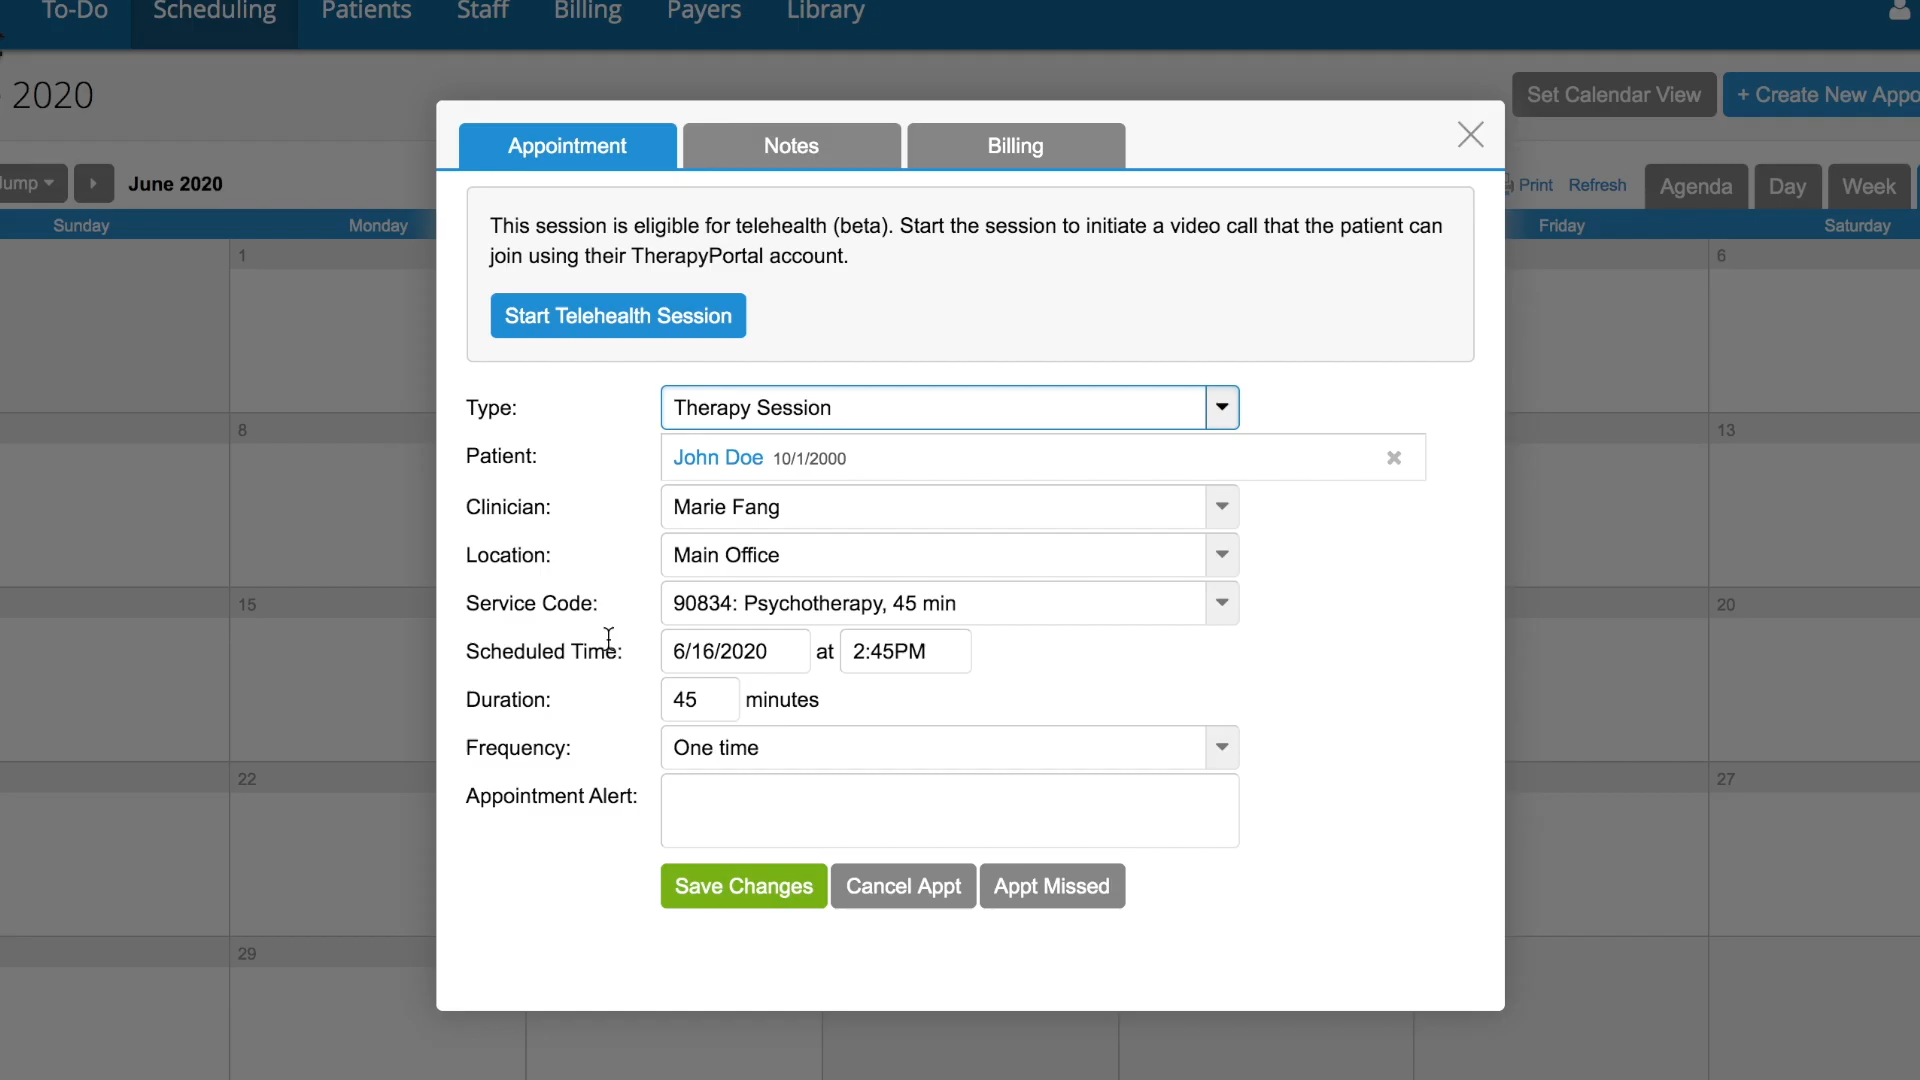 To-Do Scheduling Patients Staff Billing Payers Library
2020
Set Calendar View + Create New Appo
Jump June 2020
Print Refresh Agenda Day Week
Sunday Monday Friday Saturday
1 6
8 13
15 20
22 27
29
Appointment Notes Billing
This session is eligible for telehealth (beta). Start the session to initiate a video call that the patient can
join using their TherapyPortal account.
Start Telehealth Session
Type: Therapy Session
Patient: John Doe 10/1/2000
Clinician: Marie Fang
Location: Main Office
Service Code: 90834: Psychotherapy, 45 min
Scheduled Time: 6/16/2020 at 2:45PM
Duration: 45 minutes
Frequency: One time
Appointment Alert:
Save Changes Cancel Appt Appt Missed